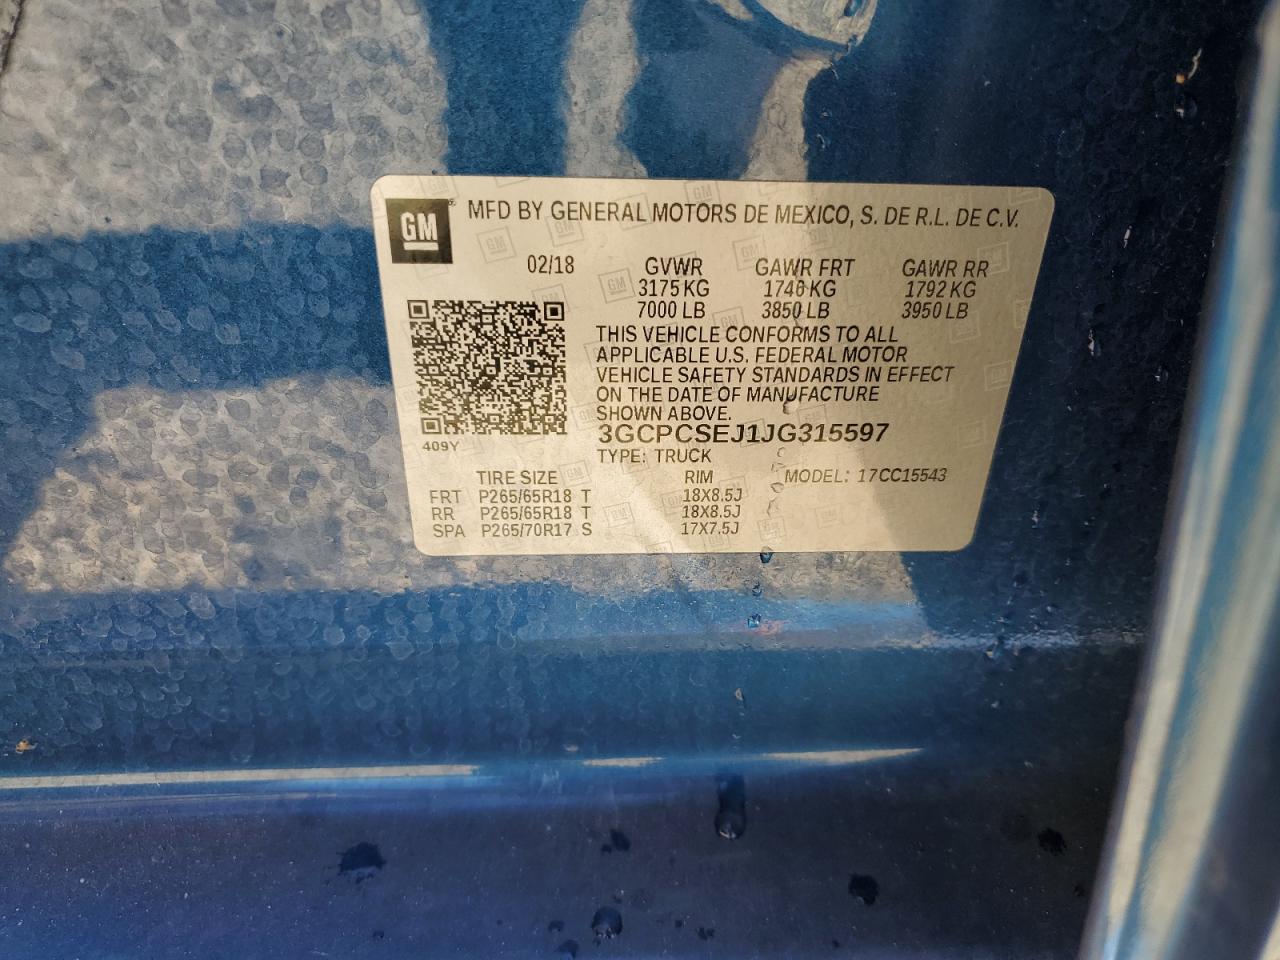 GM MFD BY GENERAL MOTORS DE MEXICO, S. DE R.L. DE C.V.
02/18 GVWR GAWR FRT GAWR RR
3175 KG 1746 KG 1792 KG
7000 LB 3850 LB 3950 LB
THIS VEHICLE CONFORMS TO ALL
APPLICABLE U.S. FEDERAL MOTOR
VEHICLE SAFETY STANDARDS IN EFFECT
ON THE DATE OF MANUFACTURE
SHOWN ABOVE.
3GCPCSEJ1JG315597
409Y
TYPE: TRUCK
TIRE SIZE RIM MODEL: 17CC15543
FRT P265/65R18 T 18X8.5J
RR P265/65R18 T 18X8.5J
SPA P265/70R17 S 17X7.5J